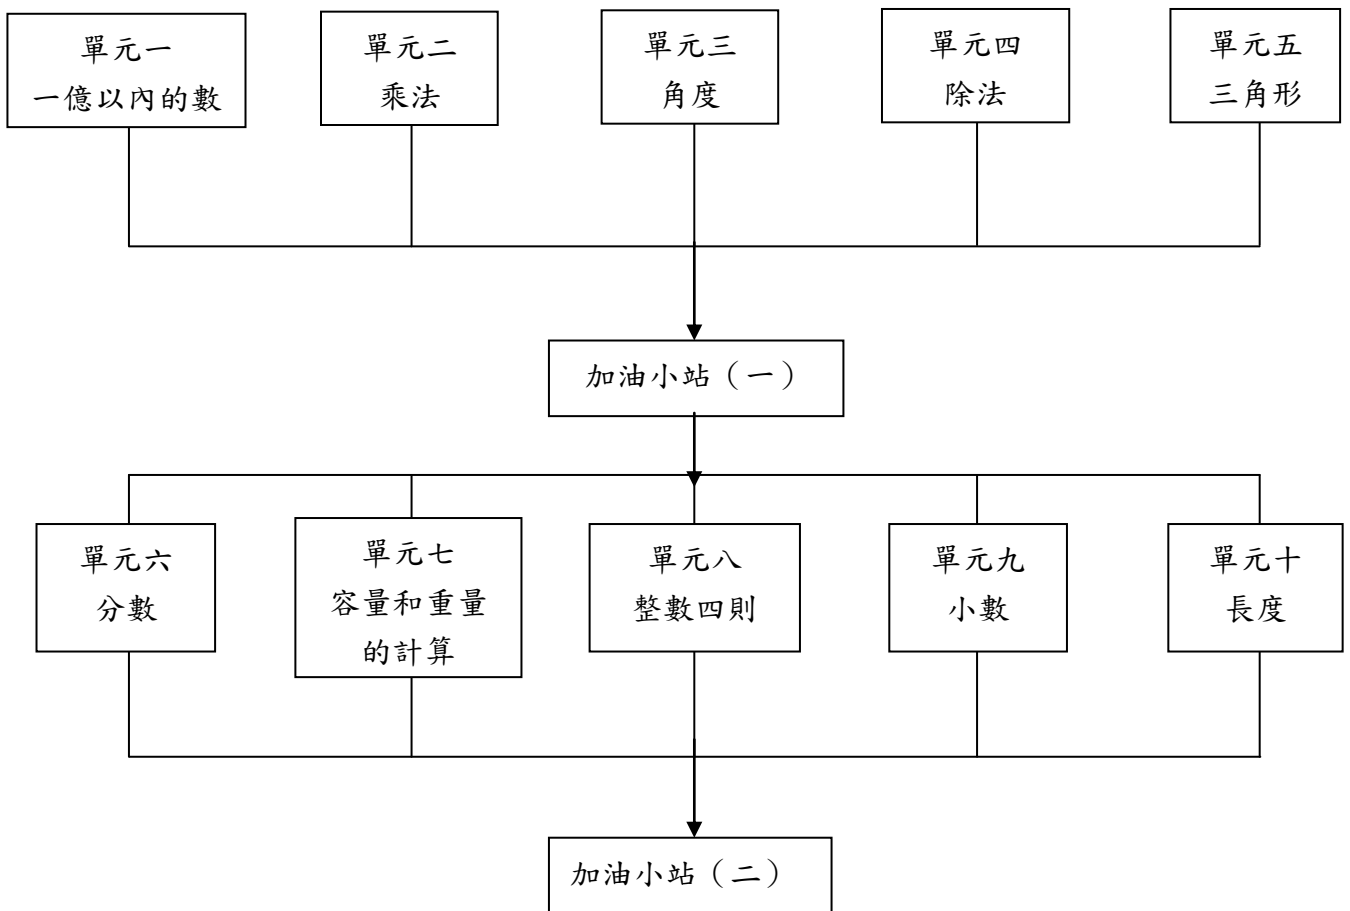 單元一
一億以內的數
單元二
乘法
單元三
角度
單元四
除法
單元五
三角形
加油小站（一）
單元六
分數
單元七
容量和重量
的計算
單元八
整數四則
單元九
小數
單元十
長度
加油小站（二）